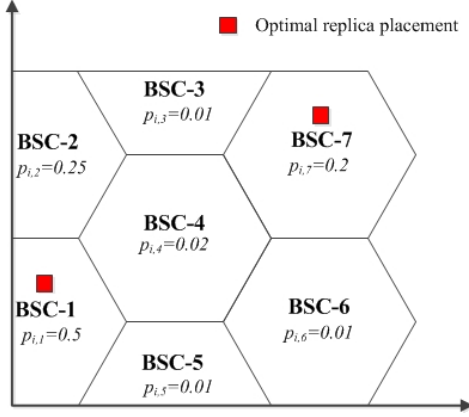 Optimal replica placement
BSC-3
p_{i,3}=0.01
BSC-2
p_{i,2}=0.25
BSC-7
p_{i,7}=0.2
BSC-4
p_{i,4}=0.02
BSC-1
p_{i,1}=0.5
BSC-6
p_{i,6}=0.01
BSC-5
p_{i,5}=0.01